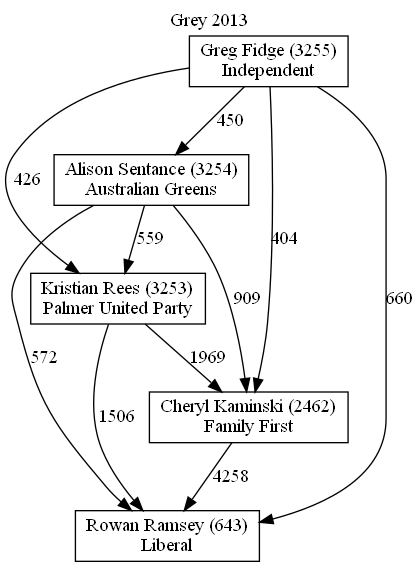 Grey 2013
Greg Fidge (3255)
Independent
450
Alison Sentance (3254)
Australian Greens
426
559
404
Kristian Rees (3253)
Palmer United Party
909
660
572
1969
Cheryl Kaminski (2462)
Family First
1506
4258
Rowan Ramsey (643)
Liberal